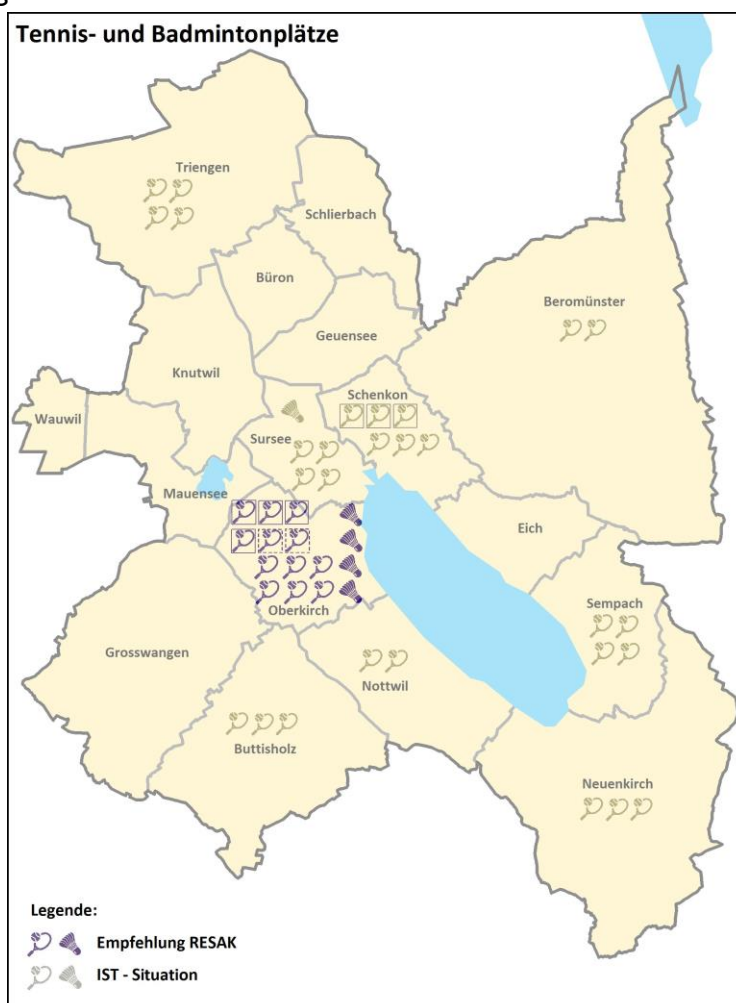 Tennis- und Badmintonplätze
Triengen
Schlierbach
Büron
Beromünster
Geuensee
Knutwil
Schenkon
Wauwil
Sursee
Mauensee
Eich
Sempach
Oberkirch
Grosswangen
Nottwil
Buttisholz
Neuenkirch
Legende:
Empfehlung RESAK
IST - Situation